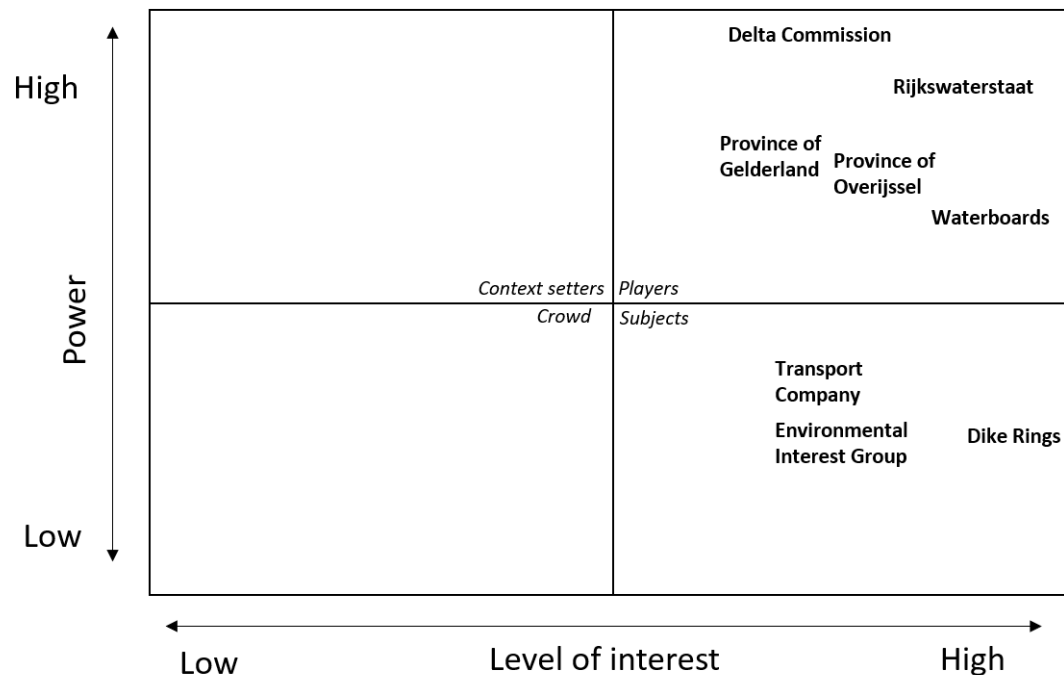 Delta Commission
High
Rijkswaterstaat
Province of
Gelderland
Province of
Overijssel
Waterboards
Power
Context setters
Players
Crowd
Subjects
Transport
Company
Environmental
Interest Group
Dike Rings
Low
Low
Level of interest
High